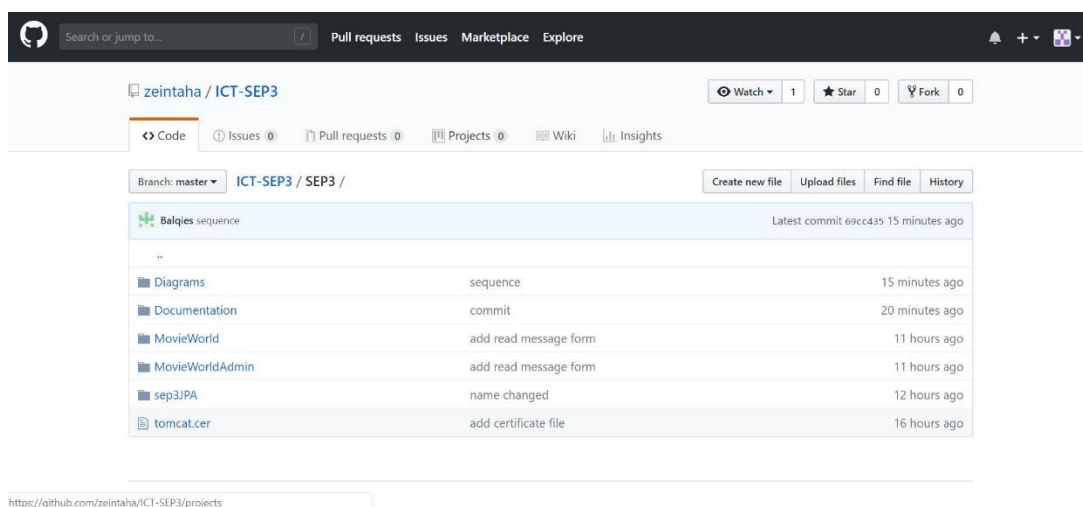 Search or jump to... / Pull requests Issues Marketplace Explore
zeintaha / ICT-SEP3 Watch 1 Star 0 Fork 0
Code Issues 0 Pull requests 0 Projects 0 Wiki Insights
Branch: master ICT-SEP3 / SEP3 / Create new file Upload files Find file History
Balqies sequence Latest commit 69cc435 15 minutes ago
..
Diagrams sequence 15 minutes ago
Documentation commit 20 minutes ago
MovieWorld add read message form 11 hours ago
MovieWorldAdmin add read message form 11 hours ago
sep3JPA name changed 12 hours ago
tomcat.cer add certificate file 16 hours ago
https://github.com/zeintaha/ICT-SEP3/projects